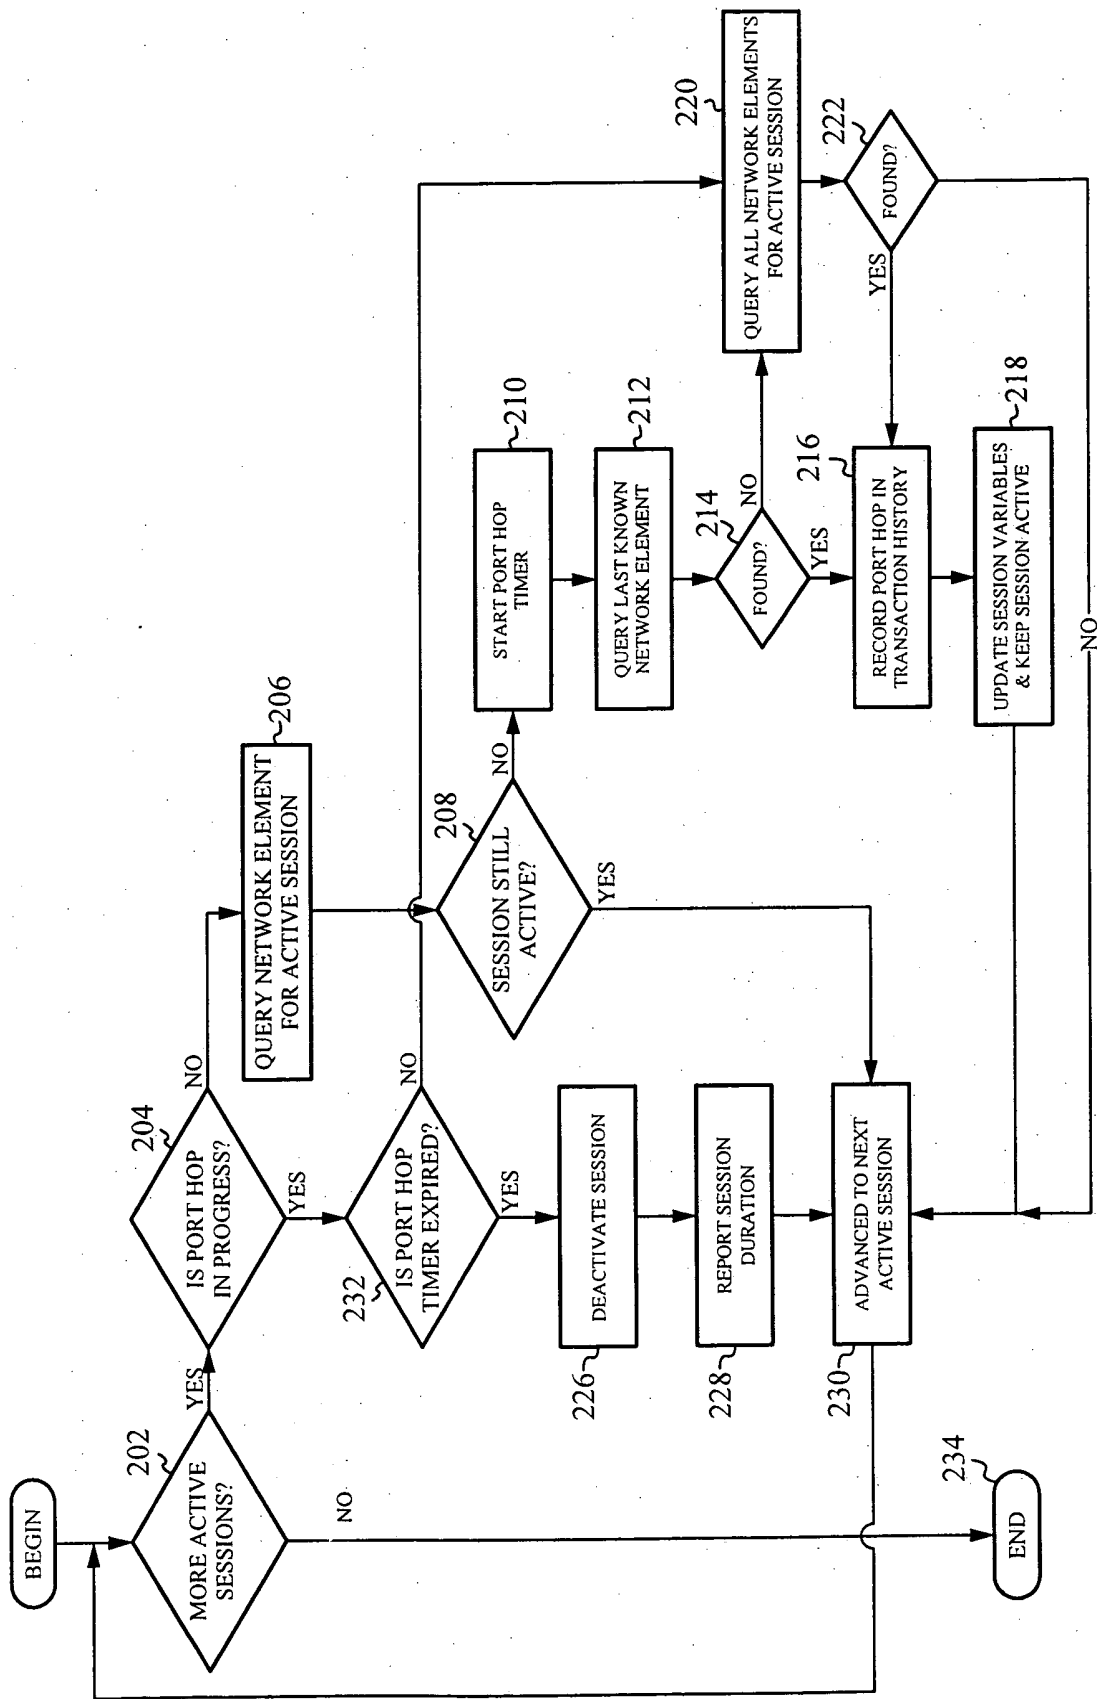 BEGIN
MORE ACTIVE
SESSIONS?
202
YES
NO
IS PORT HOP
IN PROGRESS?
204
NO
YES
QUERY NETWORK ELEMENT
FOR ACTIVE SESSION
206
IS PORT HOP
TIMER EXPIRED?
232
NO
YES
SESSION STILL
ACTIVE?
208
NO
YES
START PORT HOP
TIMER
210
QUERY LAST KNOWN
NETWORK ELEMENT
212
FOUND?
214
NO
YES
QUERY ALL NETWORK ELEMENTS
FOR ACTIVE SESSION
220
FOUND?
222
YES
NO
RECORD PORT HOP IN
TRANSACTION HISTORY
216
UPDATE SESSION VARIABLES
& KEEP SESSION ACTIVE
218
DEACTIVATE SESSION
226
REPORT SESSION
DURATION
228
ADVANCED TO NEXT
ACTIVE SESSION
230
END
234